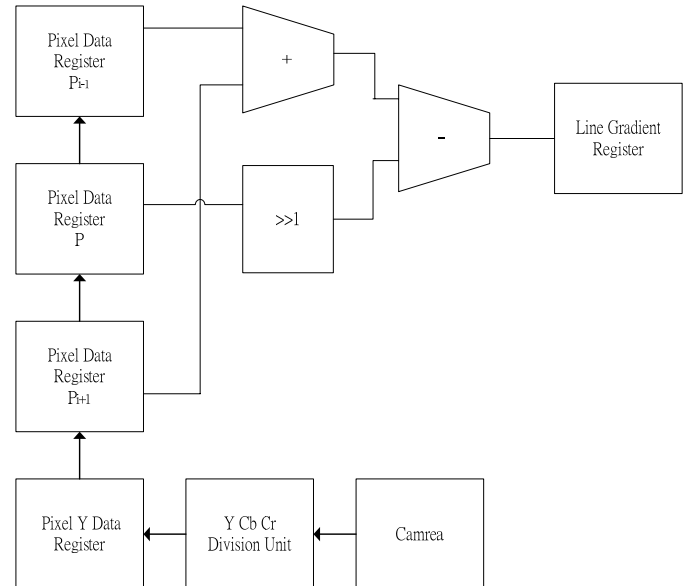 Pixel Data
Register
Pi-1
+
-
Line Gradient
Register
Pixel Data
Register
P
>>1
Pixel Data
Register
Pi+1
Pixel Y Data
Register
Y Cb Cr
Division Unit
Camrea